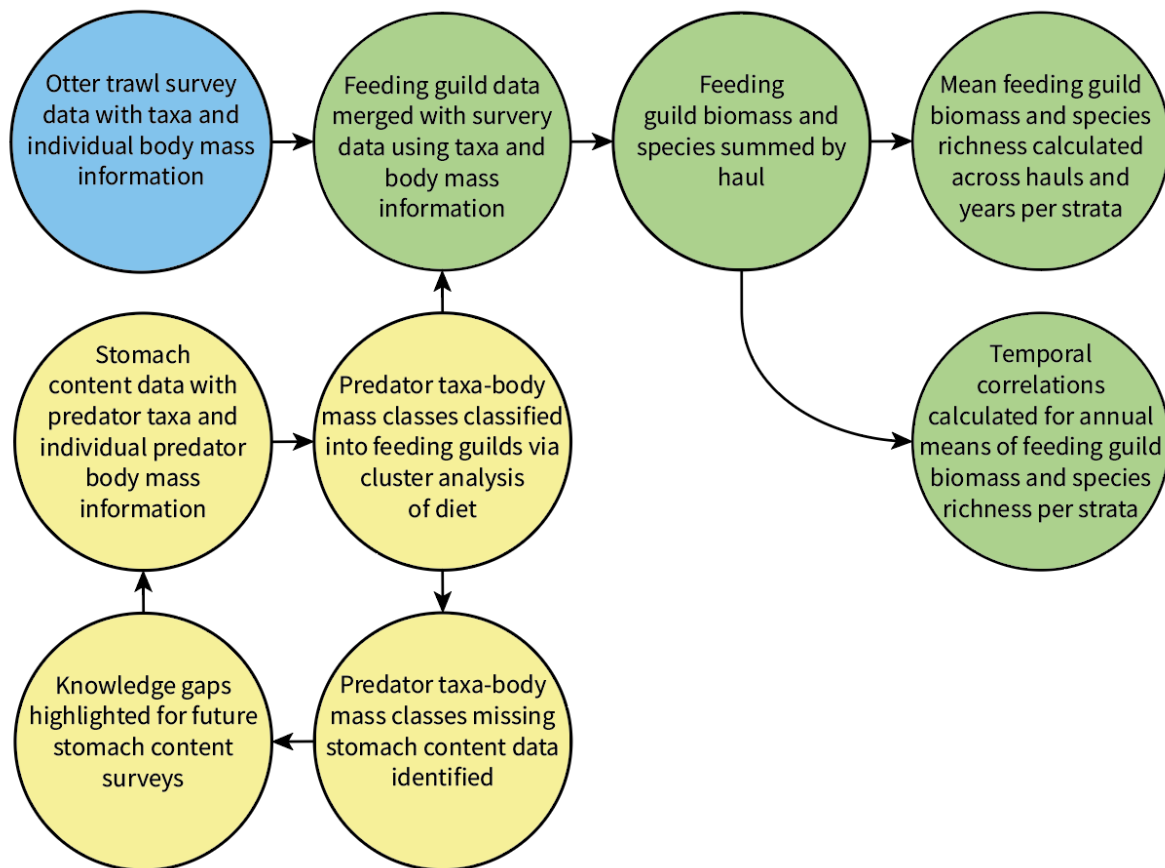 Otter trawl survey
data with taxa and
individual body mass
information
Feeding guild data
merged with survery
data using taxa and
body mass
information
Feeding
guild biomass and
species summed by
haul
Mean feeding guild
biomass and species
richness calculated
across hauls and
years per strata
Stomach
content data with
predator taxa and
individual predator
body mass
information
Predator taxa-body
mass classes classified
into feeding guilds via
cluster analysis
of diet
Temporal
correlations
calculated for annual
means of feeding guild
biomass and species
richness per strata
Knowledge gaps
highlighted for future
stomach content
surveys
Predator taxa-body
mass classes missing
stomach content data
identified